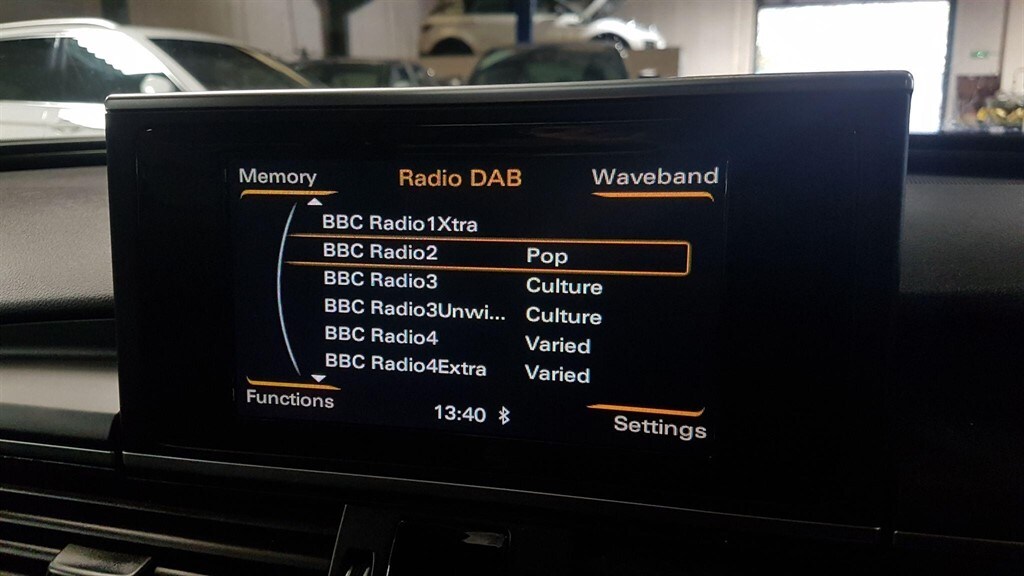 Memory Radio DAB Waveband
BBC Radio1Xtra
BBC Radio2 Pop
BBC Radio3 Culture
BBC Radio3Unwi... Culture
BBC Radio4 Varied
BBC Radio4Extra Varied
Functions 13:40 Settings